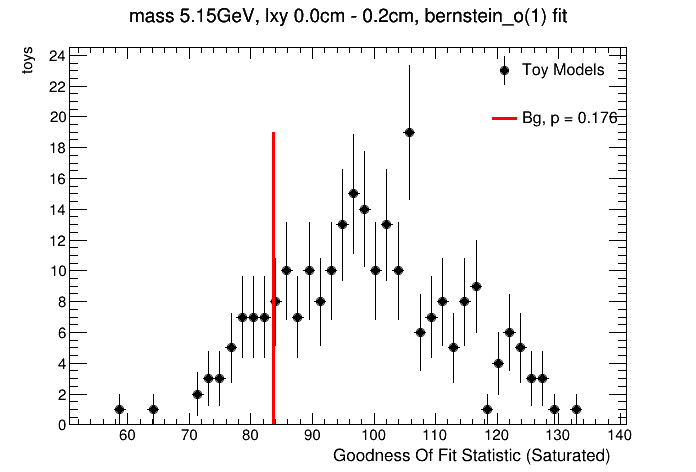 mass 5.15GeV, lxy 0.0cm - 0.2cm, bernstein_o(1) fit
toys
24
22
20
18
16
14
12
10
8
6
4
2
0
Toy Models
Bg, p = 0.176
60 70 80 90 100 110 120 130 140
Goodness Of Fit Statistic (Saturated)